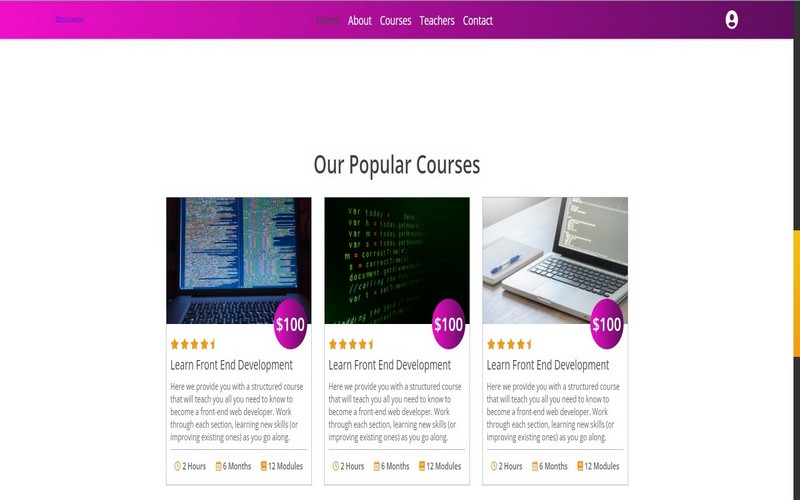 Home About Courses Teachers Contact
Our Popular Courses
var today =
$100 $100 $100
Learn Front End Development
Here we provide you with a structured course
that will teach you all you need to know to
become a front-end web developer. Work
through each section, learning new skills (or
improving existing ones) as you go along.
2 Hours 6 Months 12 Modules
Learn Front End Development
Here we provide you with a structured course
that will teach you all you need to know to
become a front-end web developer. Work
through each section, learning new skills (or
improving existing ones) as you go along.
2 Hours 6 Months 12 Modules
Learn Front End Development
Here we provide you with a structured course
that will teach you all you need to know to
become a front-end web developer. Work
through each section, learning new skills (or
improving existing ones) as you go along.
2 Hours 6 Months 12 Modules